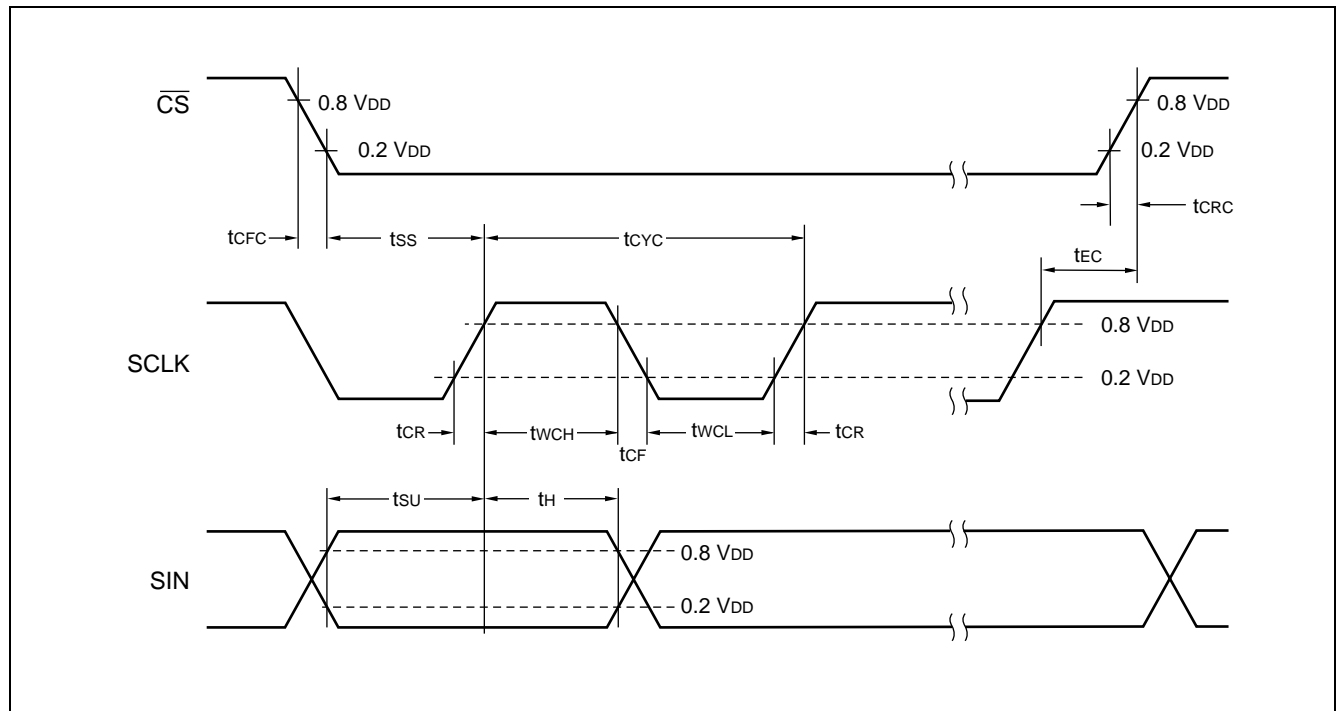 CS
0.8 VDD
0.2 VDD
0.8 VDD
0.2 VDD
tCRC
tCFC
tSS
tCYC
tEC
SCLK
0.8 VDD
0.2 VDD
tCR
tWCH
tCF
tWCL
tCR
tSU
tH
SIN
0.8 VDD
0.2 VDD